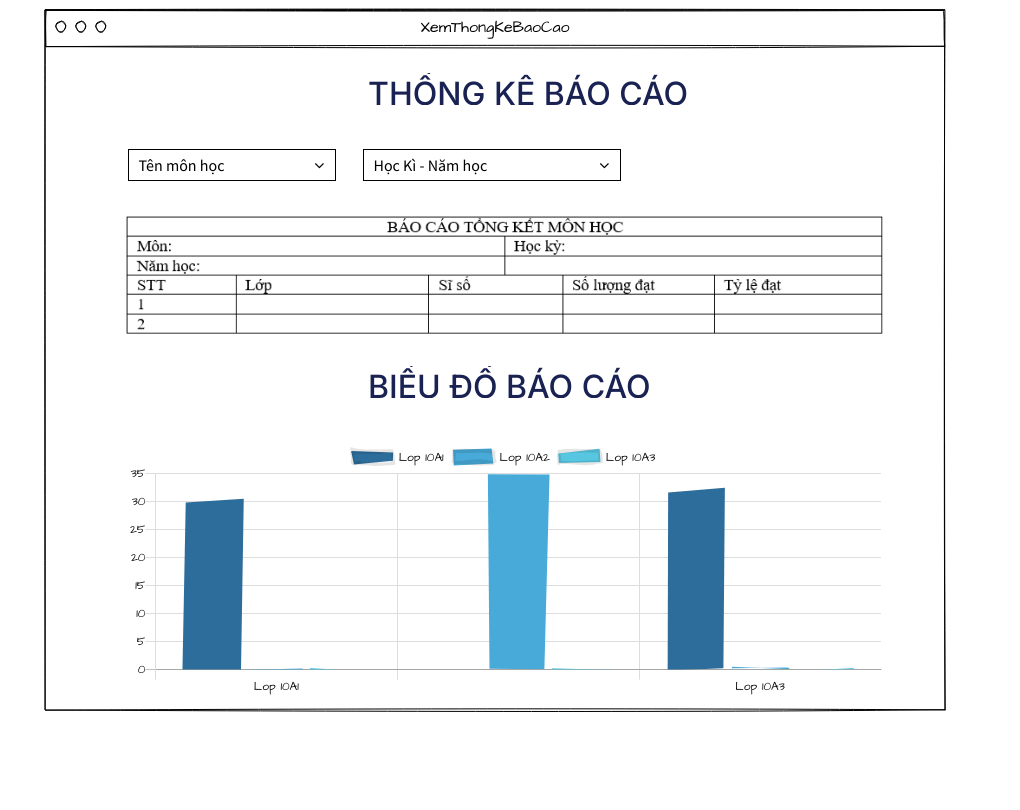 XemThongKeBaoCao
THỐNG KÊ BÁO CÁO
Tên môn học
Học Kì - Năm học
BÁO CÁO TỔNG KẾT MÔN HỌC
Môn: Học kỳ:
Năm học:
STT Lớp Sĩ số Số lượng đạt Tỷ lệ đạt
1
2
BIỂU ĐỒ BÁO CÁO
Lop 10A1 Lop 10A2 Lop 10A3
35
30
25
20
15
10
5
0
Lop 10A1 Lop 10A3